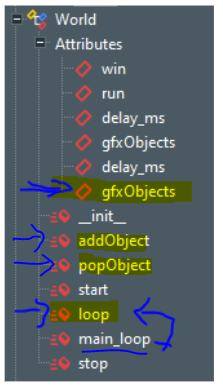 World
Attributes
win
run
delay_ms
gfxObjects
delay_ms
gfxObjects
__init__
addObject
popObject
start
loop
main_loop
stop